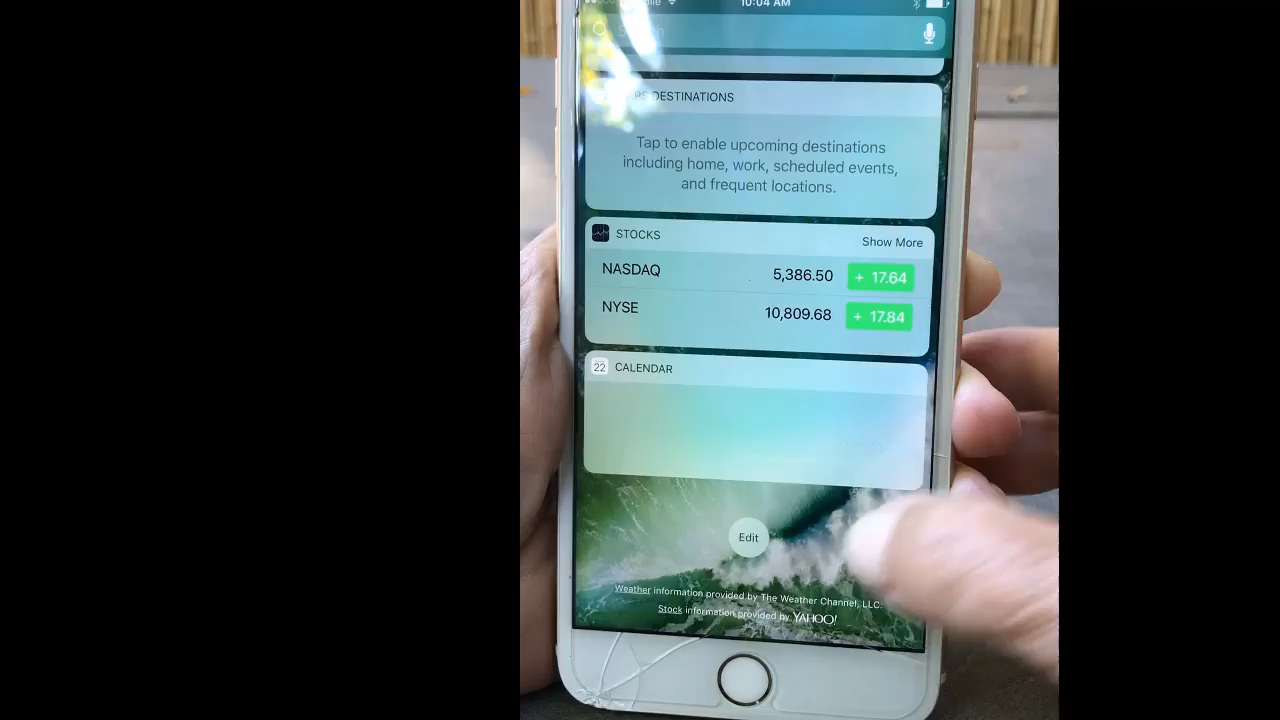 10:04 AM
DESTINATIONS
Tap to enable upcoming destinations
including home, work, scheduled events,
and frequent locations.
STOCKS
Show More
NASDAQ 5,386.50 + 17.64
NYSE 10,809.68 + 17.84
22 CALENDAR
Edit
Weather information provided by The Weather Channel, LLC.
Stock information provided by YAHOO!